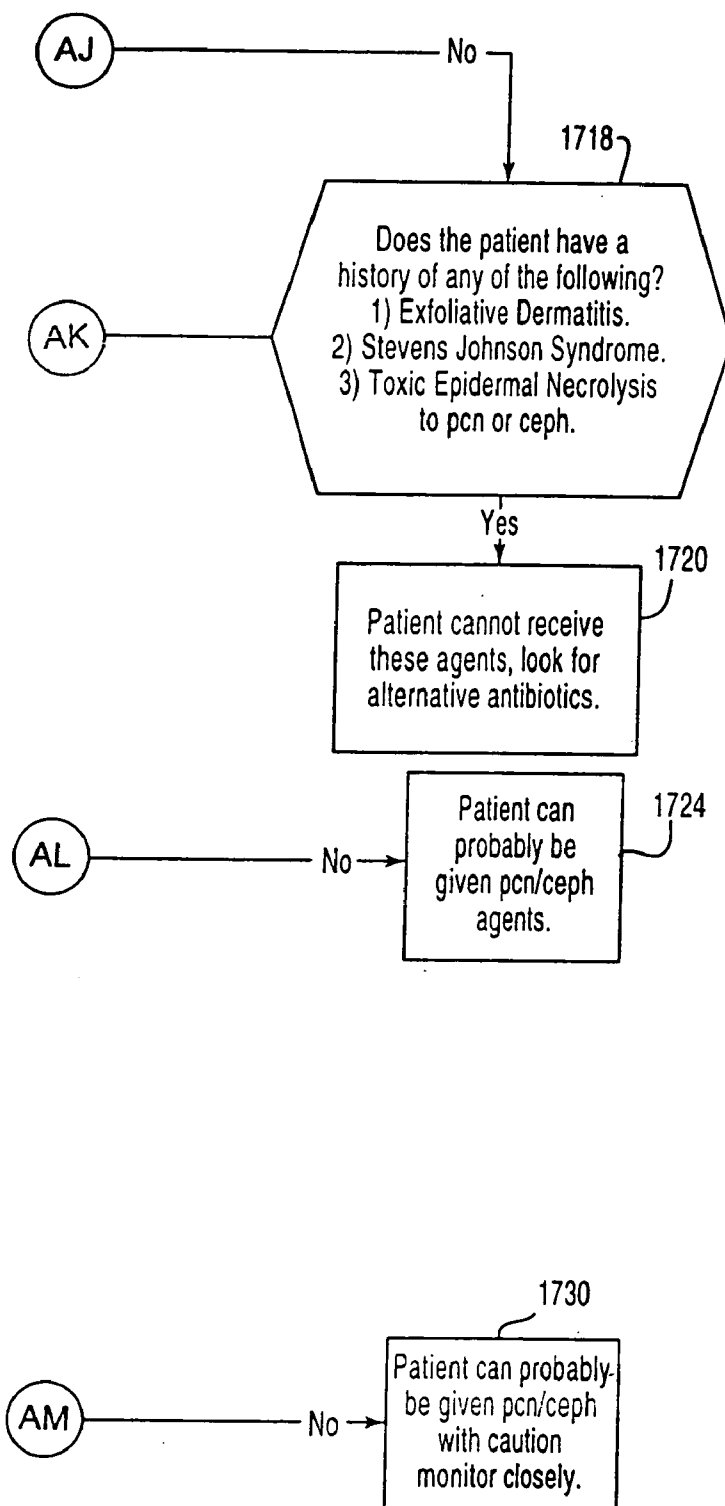 AJ
No
1718
Does the patient have a
history of any of the following?
1) Exfoliative Dermatitis.
2) Stevens Johnson Syndrome.
3) Toxic Epidermal Necrolysis
to pcn or ceph.
AK
Yes
1720
Patient cannot receive
these agents, look for
alternative antibiotics.
AL
No
1724
Patient can
probably be
given pcn/ceph
agents.
1730
AM
No
Patient can probably
be given pcn/ceph
with caution
monitor closely.